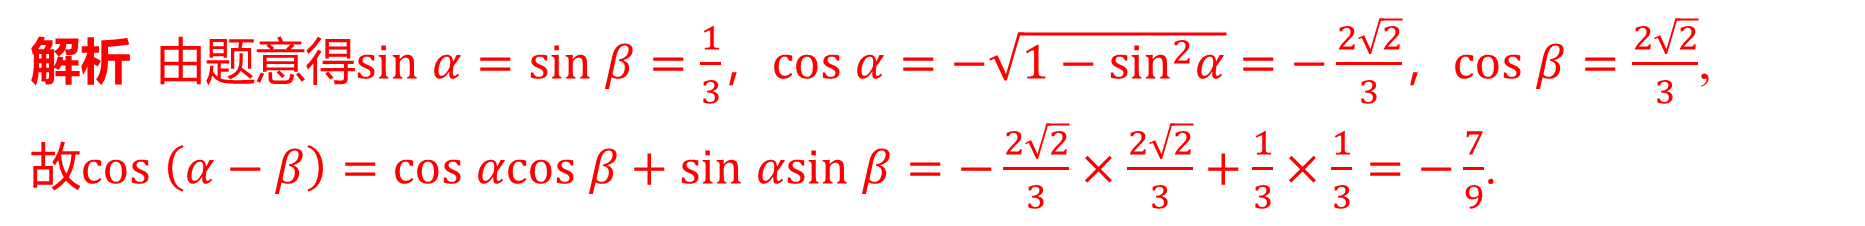 解析 由题意得sin α = sin β = 1/3, cos α = −√(1 − sin²α) = − 2√2/3, cos β = 2√2/3,
故cos (α − β) = cos αcos β + sin αsin β = − 2√2/3 × 2√2/3 + 1/3 × 1/3 = − 7/9.